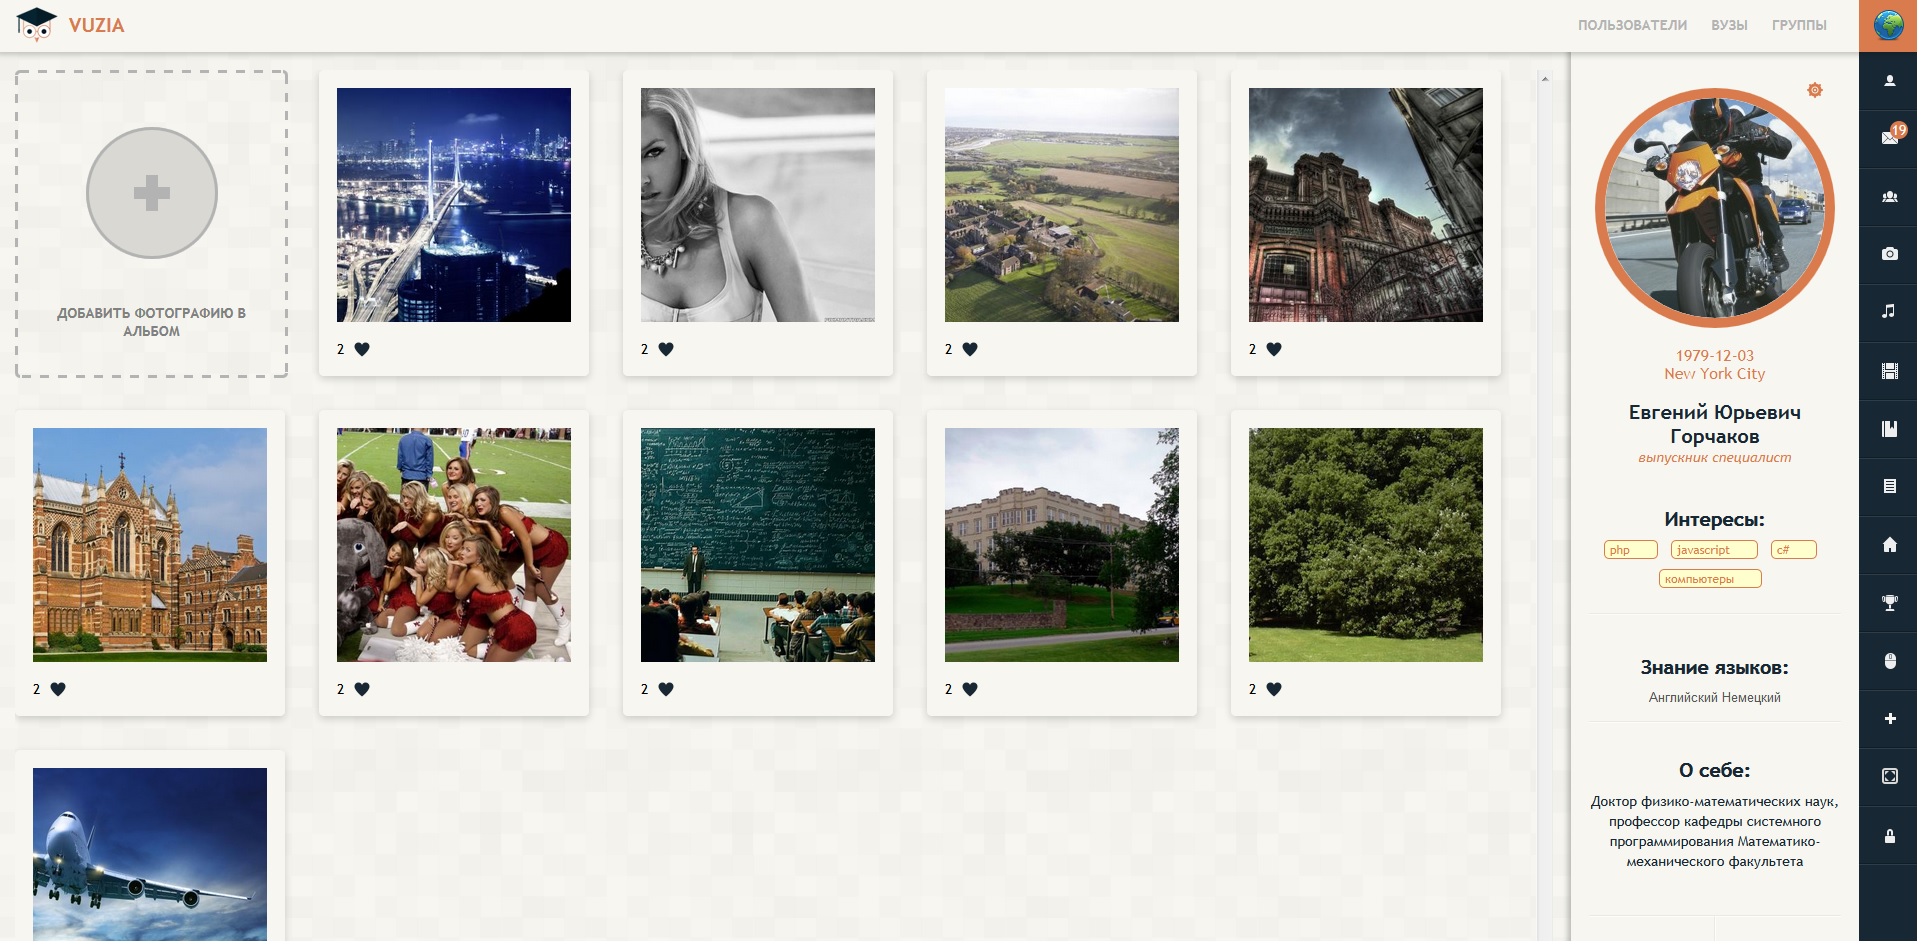 VUZIA
ПОЛЬЗОВАТЕЛИ ВУЗЫ ГРУППЫ
19
ДОБАВИТЬ ФОТОГРАФИЮ В
АЛЬБОМ
2
2
2
2
2
2
2
2
2
1979-12-03
New York City
Евгений Юрьевич
Горчаков
выпускник специалист
Интересы:
php javascript c#
компьютеры
Знание языков:
Английский Немецкий
О себе:
Доктор физико-математических наук,
профессор кафедры системного
программирования Математико-
механического факультета